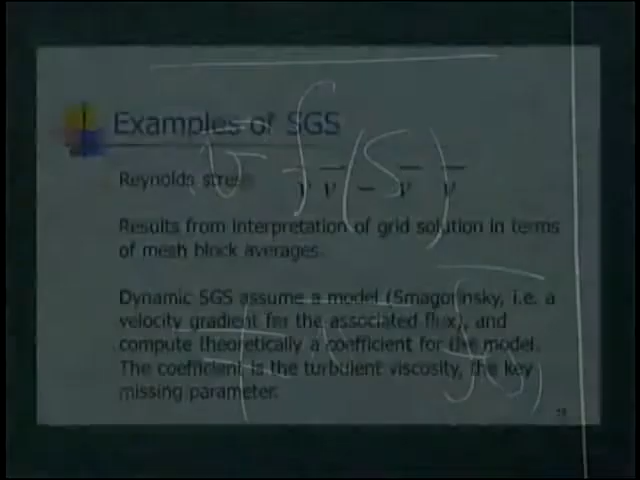 Examples of SGS
Reynolds stress
Results from interpretation of grid solution in terms
of mesh block averages.
Dynamic SGS assume a model (Smagorinsky, i.e. a
velocity gradient for the associated flux), and
compute theoretically a coefficient for the model.
The coefficient is the turbulent viscosity, the key
missing parameter.